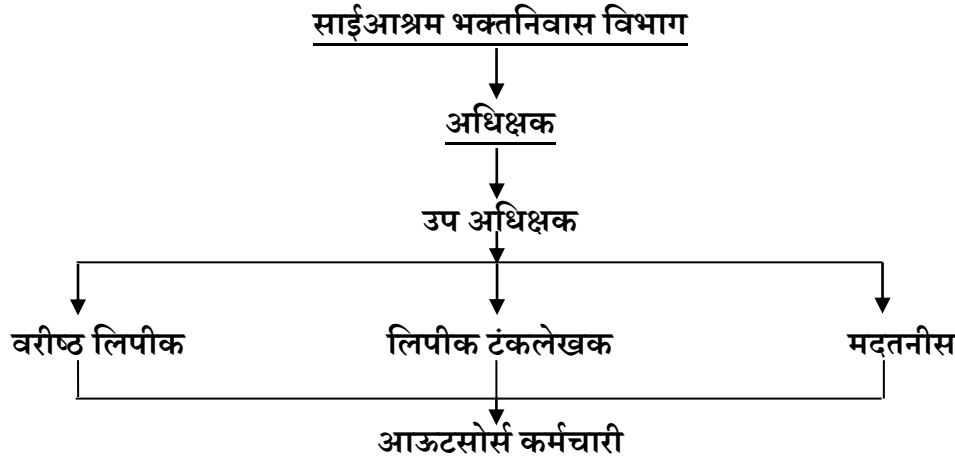 साईआश्रम भक्तनिवास विभाग
अधिक्षक
उप अधिक्षक
वरीष्ठ लिपीक लिपीक टंकलेखक मदतनीस
आऊटसोर्स कर्मचारी